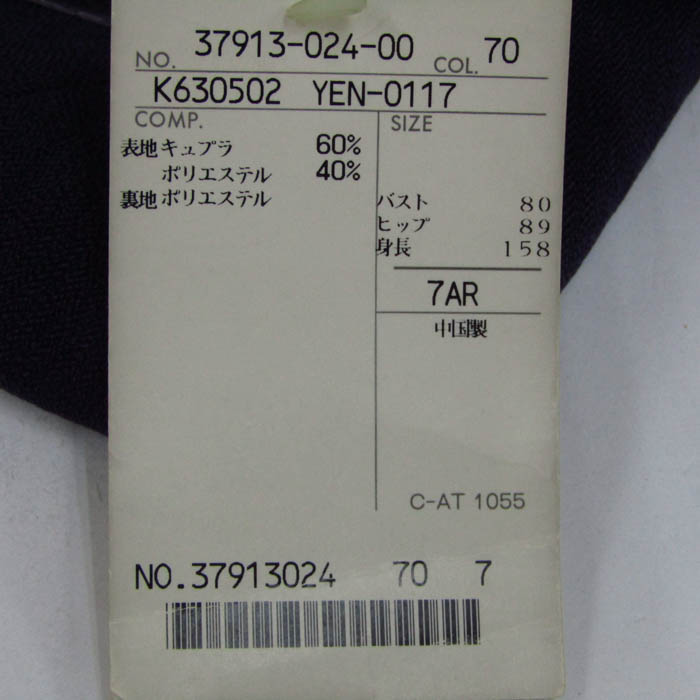 NO. 37913-024-00 COL. 70
K630502 YEN-0117
COMP.
表地 キュプラ 60%
ポリエステル 40%
裏地 ポリエステル
SIZE
バスト 80
ヒップ 89
身長 158
7AR
中国製
C-AT 1055
NO.37913024 70 7